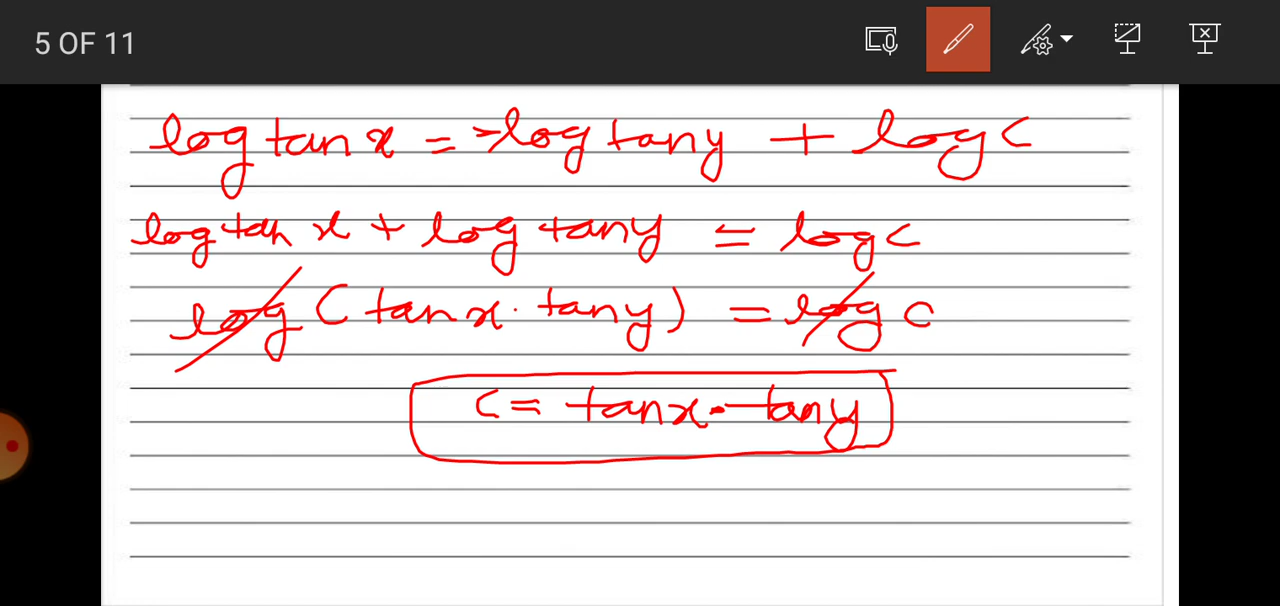 5 OF 11
log tan x = -log tan y + log c
log tan x + log tan y = log c
log ( tan x . tan y ) = log c
c = tan x . tan y